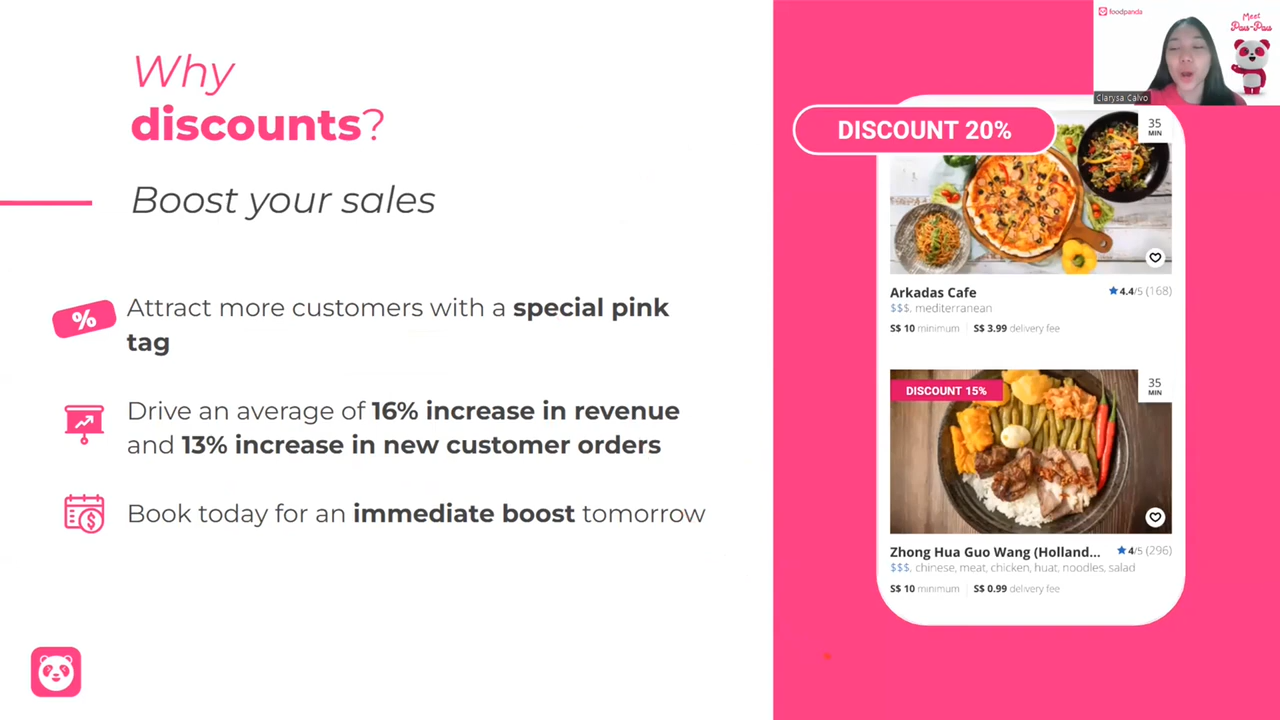 Why
discounts?
Boost your sales
%
Attract more customers with a special pink
tag
Drive an average of 16% increase in revenue
and 13% increase in new customer orders
$
Book today for an immediate boost tomorrow
foodpanda
Meet
Pau-Pau
Clarysa Calvo
DISCOUNT 20%
35
MIN
Arkadas Cafe
4.4/5 (168)
$$$, mediterranean
S$ 10 minimum | S$ 3.99 delivery fee
DISCOUNT 15%
35
MIN
Zhong Hua Guo Wang (Holland...
4/5 (296)
$$$, chinese, meat, chicken, huat, noodles, salad
S$ 10 minimum | S$ 0.99 delivery fee